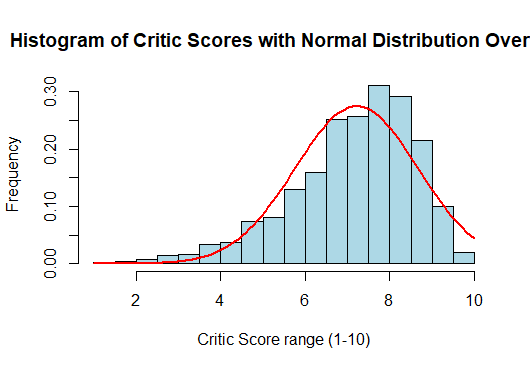 Histogram of Critic Scores with Normal Distribution Over
Frequency
0.30
0.20
0.10
0.00
2 4 6 8 10
Critic Score range (1-10)